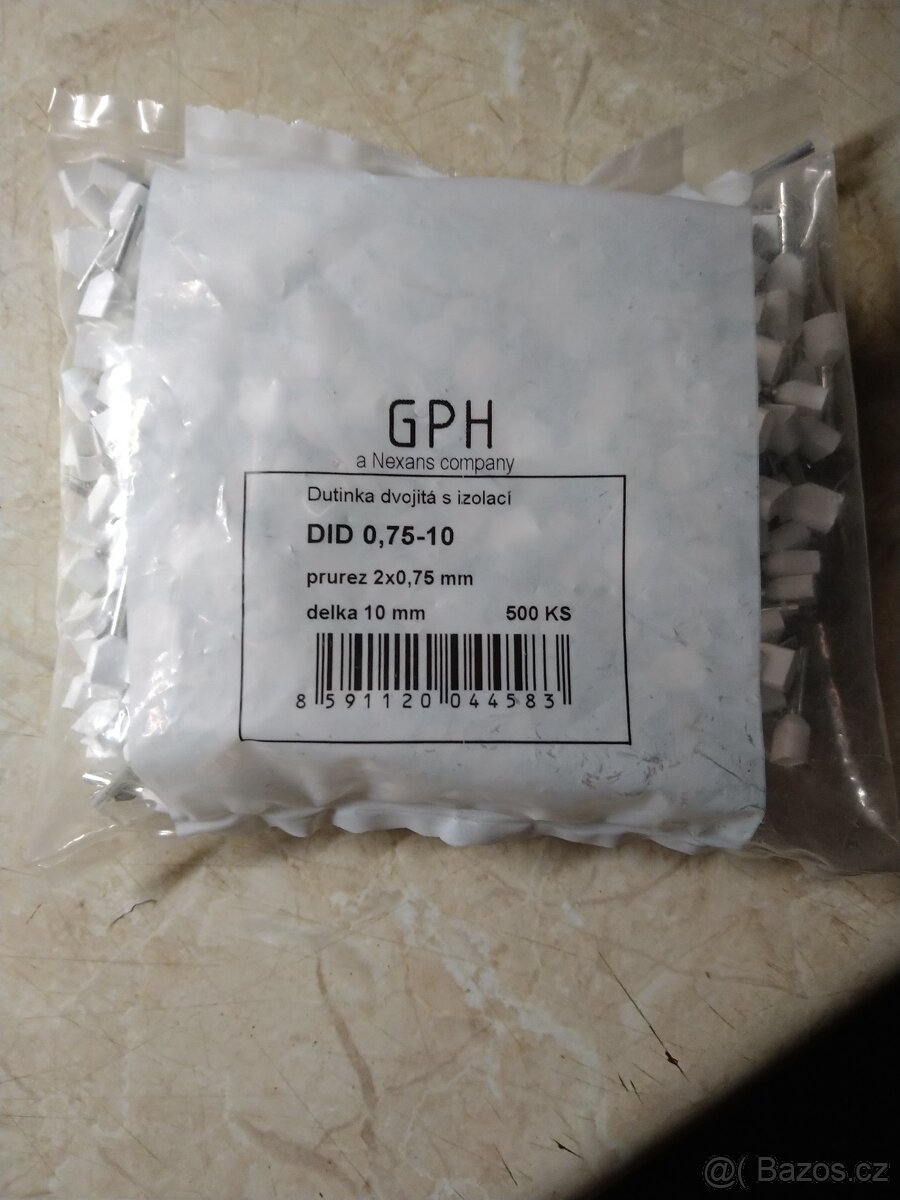 GPH
a Nexans company
Dutinka dvojitá s izolací
DID 0,75-10
prurez 2x0,75 mm
delka 10 mm 500 KS
8 591120 044583
@( Bazos.cz